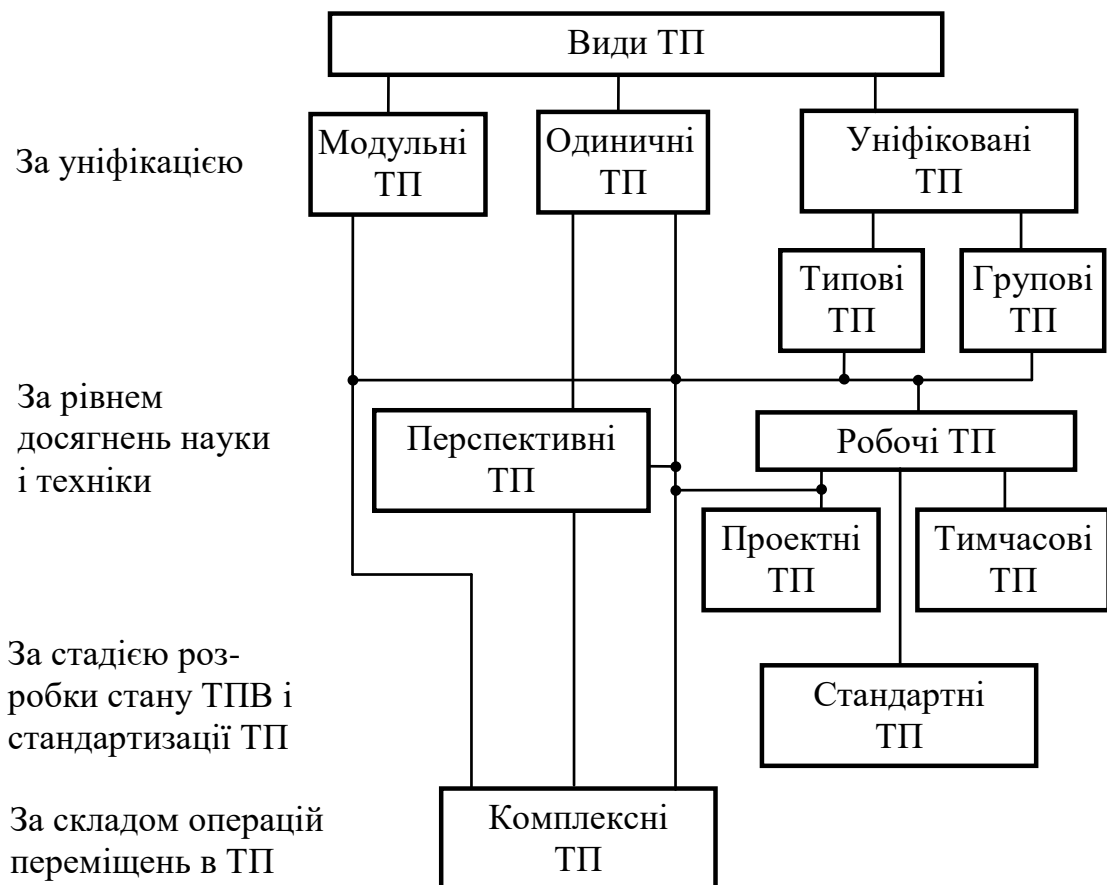 Види ТП
За уніфікацією
Модульні
ТП
Одиничні
ТП
Уніфіковані
ТП
Типові
ТП
Групові
ТП
За рівнем
досягнень науки
і техніки
Перспективні
ТП
Робочі ТП
Проектні
ТП
Тимчасові
ТП
За стадією роз-
робки стану ТПВ і
стандартизації ТП
Стандартні
ТП
За складом операцій
переміщень в ТП
Комплексні
ТП